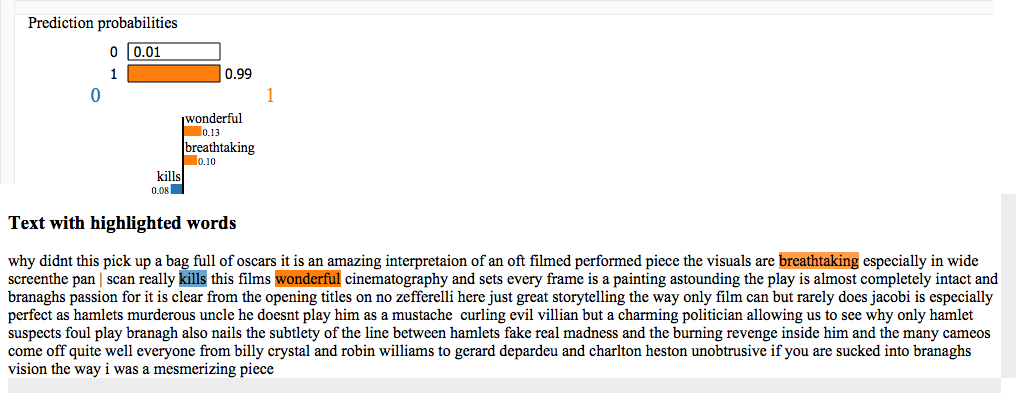 Prediction probabilities
0 0.01
1 0.99
0 1
wonderful
0.13
breathtaking
0.10
kills
0.08
Text with highlighted words
why didnt this pick up a bag full of oscars it is an amazing interpretaion of an oft filmed performed piece the visuals are breathtaking especially in wide
screenthe pan | scan really kills this films wonderful cinematography and sets every frame is a painting astounding the play is almost completely intact and
branaghs passion for it is clear from the opening titles on no zefferelli here just great storytelling the way only film can but rarely does jacobi is especially
perfect as hamlets murderous uncle he doesnt play him as a mustache curling evil villian but a charming politician allowing us to see why only hamlet
suspects foul play branagh also nails the subtlety of the line between hamlets fake real madness and the burning revenge inside him and the many cameos
come off quite well everyone from billy crystal and robin williams to gerard depardeu and charlton heston unobtrusive if you are sucked into branaghs
vision the way i was a mesmerizing piece